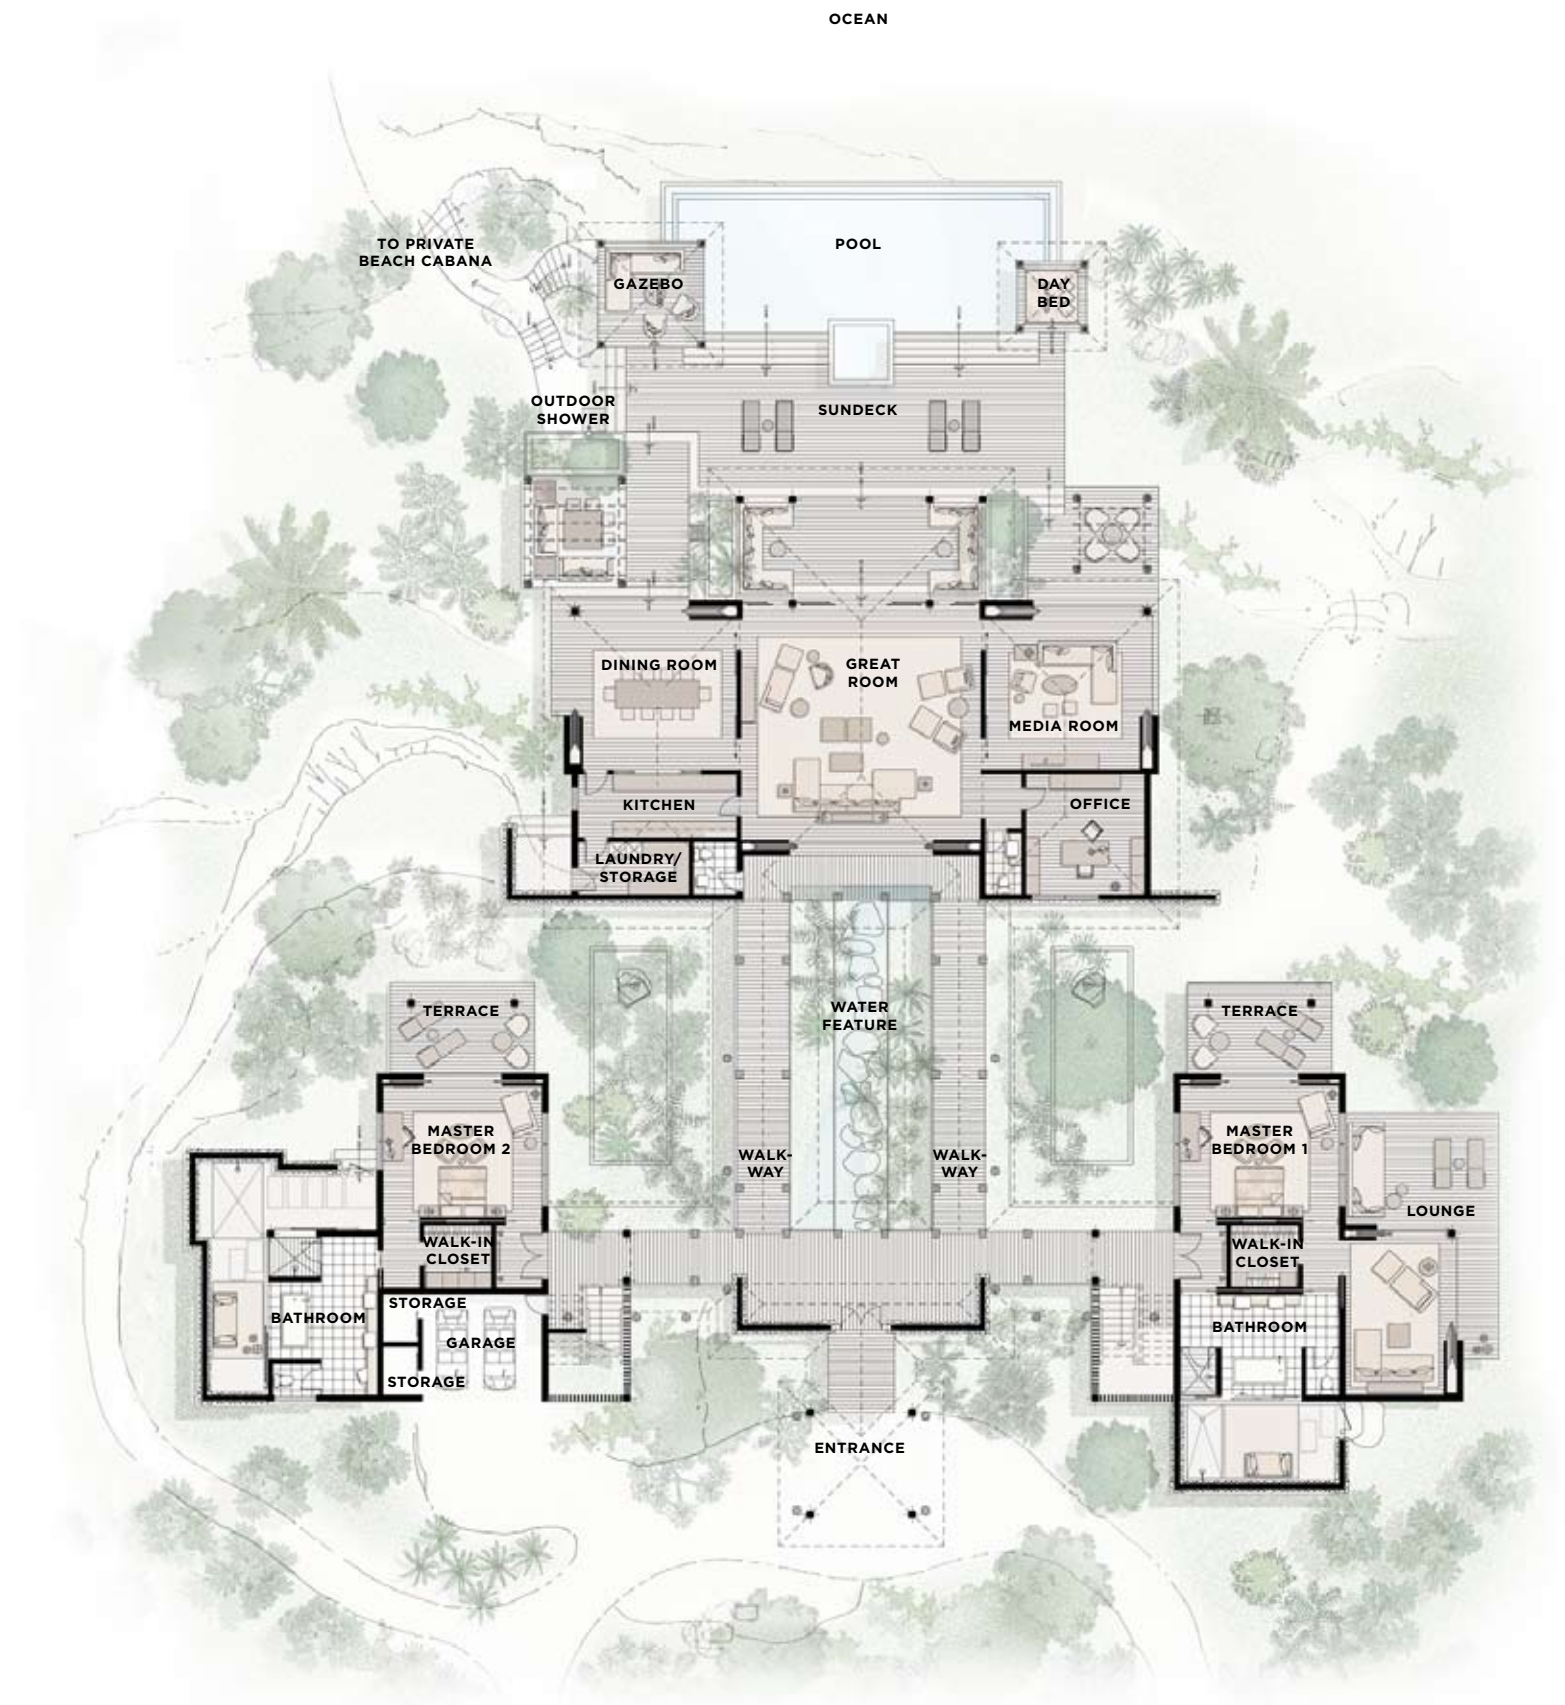 OCEAN
TO PRIVATE
BEACH CABANA
POOL
GAZEBO
DAY
BED
OUTDOOR
SHOWER
SUNDECK
DINING ROOM
GREAT
ROOM
MEDIA ROOM
KITCHEN
OFFICE
LAUNDRY/
STORAGE
TERRACE
WATER
FEATURE
TERRACE
MASTER
BEDROOM 2
WALK-
WAY
WALK-
WAY
MASTER
BEDROOM 1
LOUNGE
WALK-IN
CLOSET
WALK-IN
CLOSET
STORAGE
BATHROOM
GARAGE
STORAGE
BATHROOM
ENTRANCE